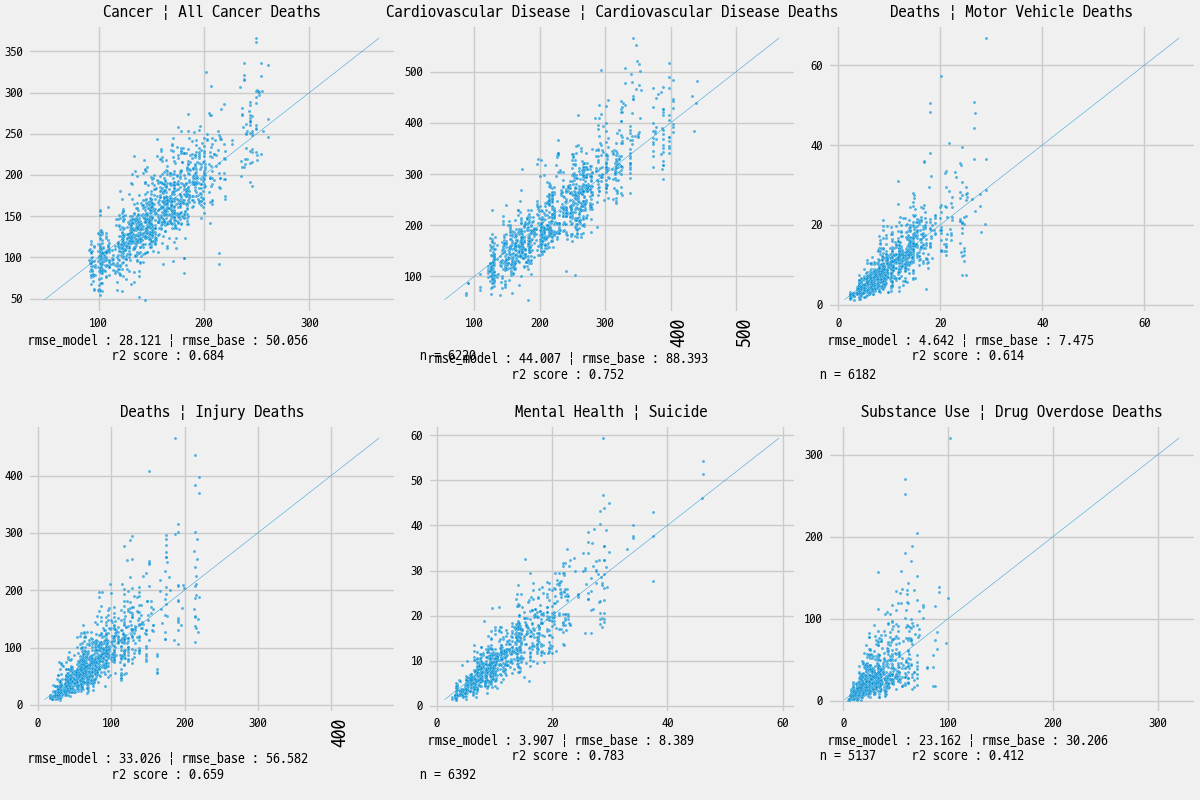 Cancer ¦ All Cancer Deaths
350
300
250
200
150
100
50
100
200
300
rmse_model : 28.121 ¦ rmse_base : 50.056
r2 score : 0.684
Cardiovascular Disease ¦ Cardiovascular Disease Deaths
500
400
300
200
100
100
200
300
400
500
n = 6220
rmse_model : 44.007 ¦ rmse_base : 88.393
r2 score : 0.752
Deaths ¦ Motor Vehicle Deaths
60
40
20
0
0
20
40
60
rmse_model : 4.642 ¦ rmse_base : 7.475
r2 score : 0.614
n = 6182
Deaths ¦ Injury Deaths
400
300
200
100
0
0
100
200
300
400
rmse_model : 33.026 ¦ rmse_base : 56.582
r2 score : 0.659
Mental Health ¦ Suicide
60
50
40
30
20
10
0
0
20
40
60
rmse_model : 3.907 ¦ rmse_base : 8.389
r2 score : 0.783
n = 6392
Substance Use ¦ Drug Overdose Deaths
300
200
100
0
0
100
200
300
rmse_model : 23.162 ¦ rmse_base : 30.206
n = 5137 r2 score : 0.412